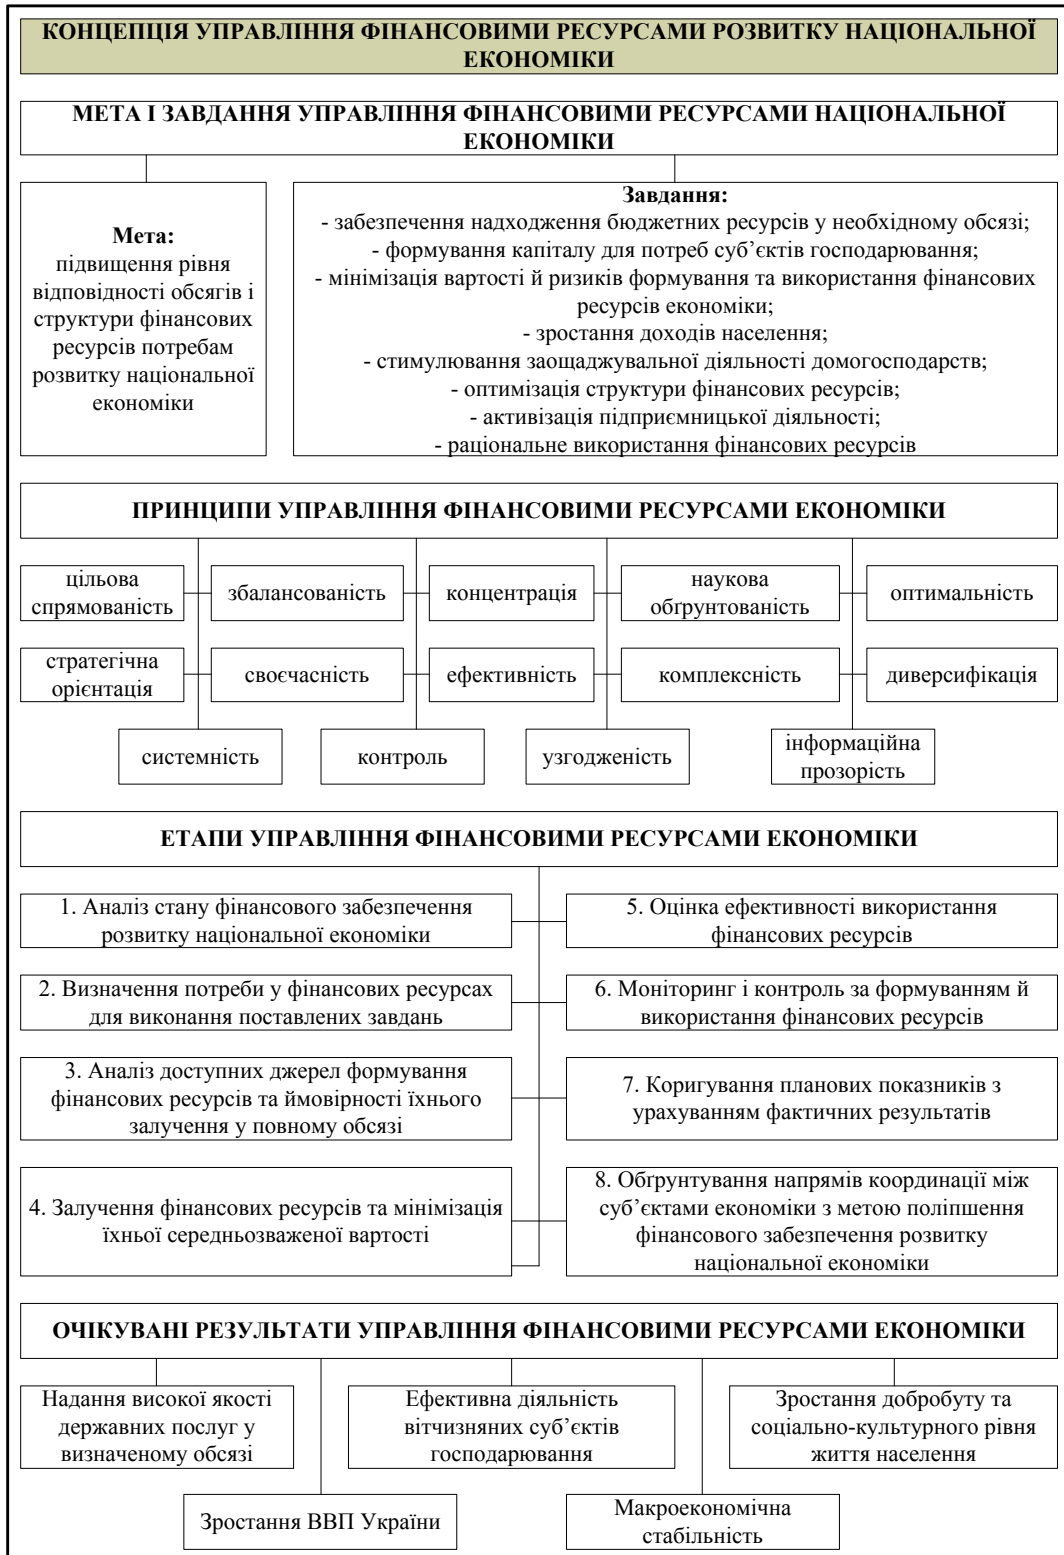 КОНЦЕПЦІЯ УПРАВЛІННЯ ФІНАНСОВИМИ РЕСУРСАМИ РОЗВИТКУ НАЦІОНАЛЬНОЇ
ЕКОНОМІКИ
МЕТА І ЗАВДАННЯ УПРАВЛІННЯ ФІНАНСОВИМИ РЕСУРСАМИ НАЦІОНАЛЬНОЇ
ЕКОНОМІКИ
Мета:
підвищення рівня
відповідності обсягів і
структури фінансових
ресурсів потребам
розвитку національної
економіки
Завдання:
- забезпечення надходження бюджетних ресурсів у необхідному обсязі;
- формування капіталу для потреб суб’єктів господарювання;
- мінімізація вартості й ризиків формування та використання фінансових
ресурсів економіки;
- зростання доходів населення;
- стимулювання заощаджувальної діяльності домогосподарств;
- оптимізація структури фінансових ресурсів;
- активізація підприємницької діяльності;
- раціональне використання фінансових ресурсів
ПРИНЦИПИ УПРАВЛІННЯ ФІНАНСОВИМИ РЕСУРСАМИ ЕКОНОМІКИ
цільова
спрямованість
збалансованість
концентрація
наукова
обґрунтованість
оптимальність
стратегічна
орієнтація
своєчасність
ефективність
комплексність
диверсифікація
системність
контроль
узгодженість
інформаційна
прозорість
ЕТАПИ УПРАВЛІННЯ ФІНАНСОВИМИ РЕСУРСАМИ ЕКОНОМІКИ
1. Аналіз стану фінансового забезпечення
розвитку національної економіки
2. Визначення потреби у фінансових ресурсах
для виконання поставлених завдань
3. Аналіз доступних джерел формування
фінансових ресурсів та ймовірності їхнього
залучення у повному обсязі
4. Залучення фінансових ресурсів та мінімізація
їхньої середньозваженої вартості
5. Оцінка ефективності використання
фінансових ресурсів
6. Моніторинг і контроль за формуванням й
використання фінансових ресурсів
7. Коригування планових показників з
урахуванням фактичних результатів
8. Обґрунтування напрямів координації між
суб’єктами економіки з метою поліпшення
фінансового забезпечення розвитку
національної економіки
ОЧІКУВАНІ РЕЗУЛЬТАТИ УПРАВЛІННЯ ФІНАНСОВИМИ РЕСУРСАМИ ЕКОНОМІКИ
Надання високої якості
державних послуг у
визначеному обсязі
Ефективна діяльність
вітчизняних суб’єктів
господарювання
Зростання добробуту та
соціально-культурного рівня
життя населення
Зростання ВВП України
Макроекономічна
стабільність